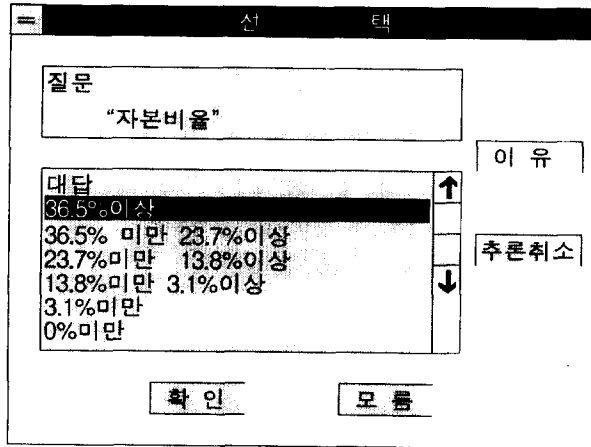 선 택
질문
“자본비율”
이 유
대답
36.5%이상
36.5% 미만 23.7%이상
23.7%미만 13.8%이상
추론취소
13.8%미만 3.1%이상
3.1%미만
0%미만
확 인
모 름